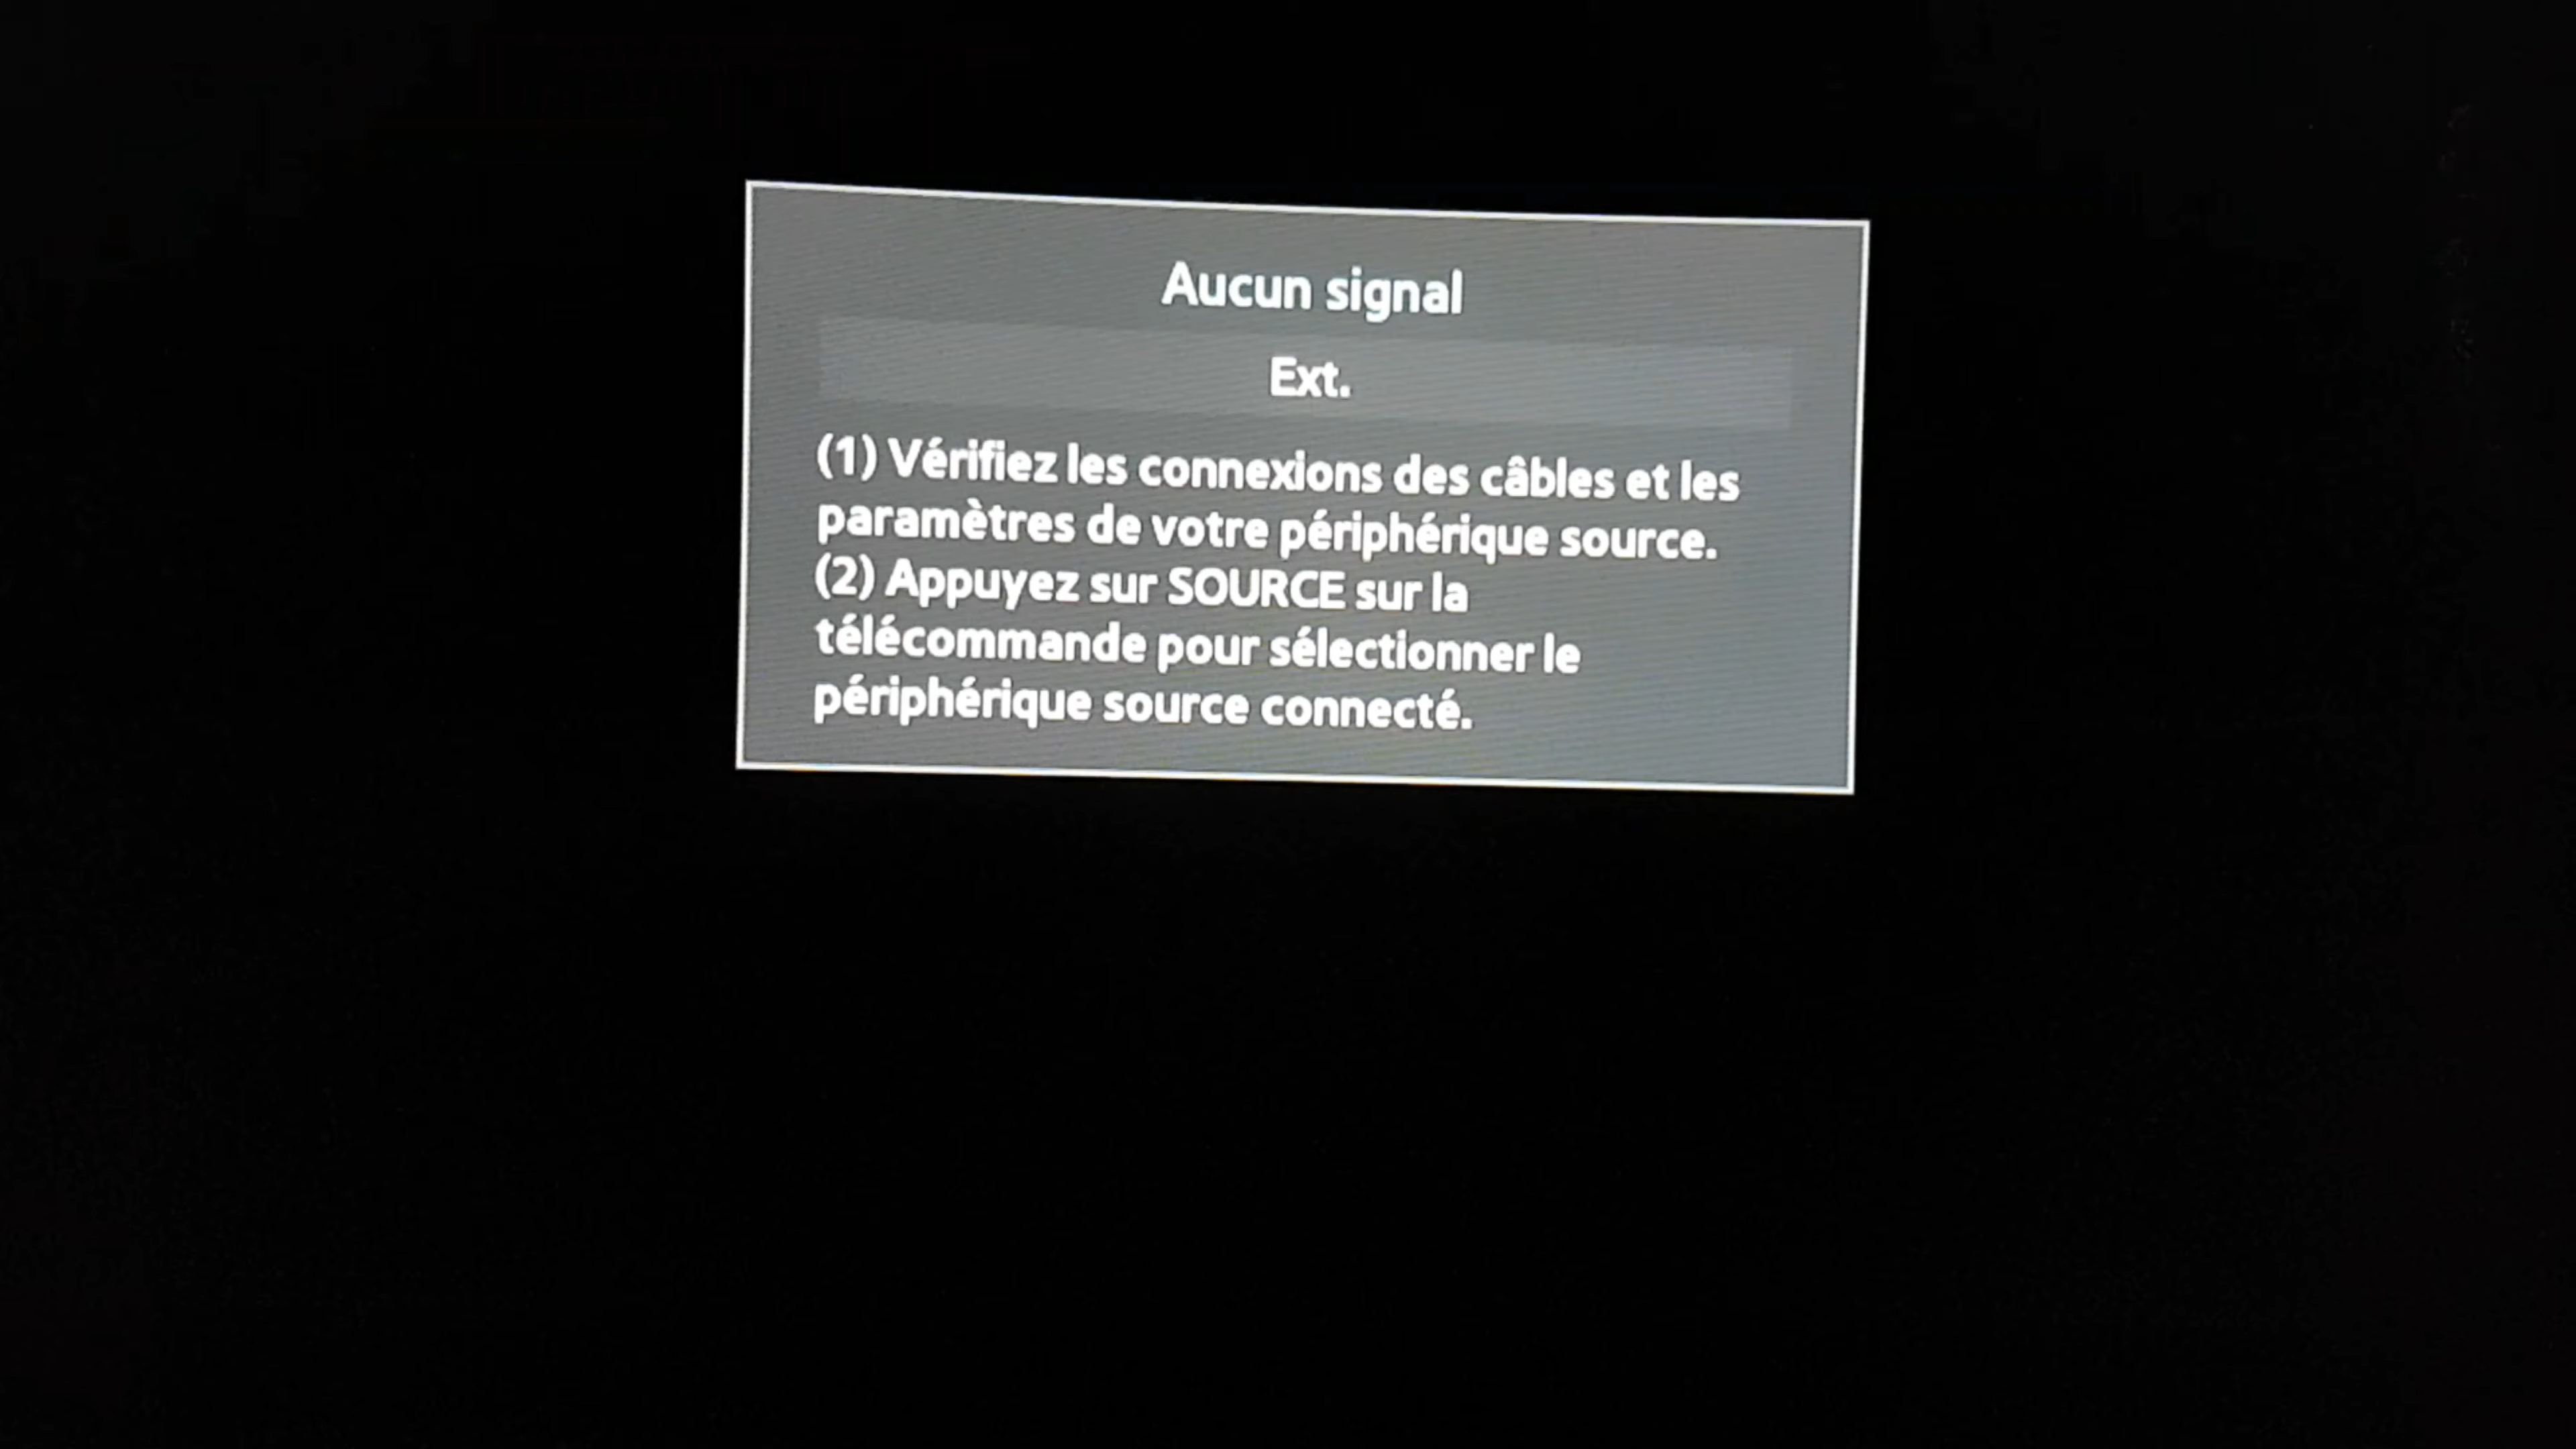 Aucun signal
Ext.
(1) Vérifiez les connexions des câbles et les
paramètres de votre périphérique source.
(2) Appuyez sur SOURCE sur la
télécommande pour sélectionner le
périphérique source connecté.